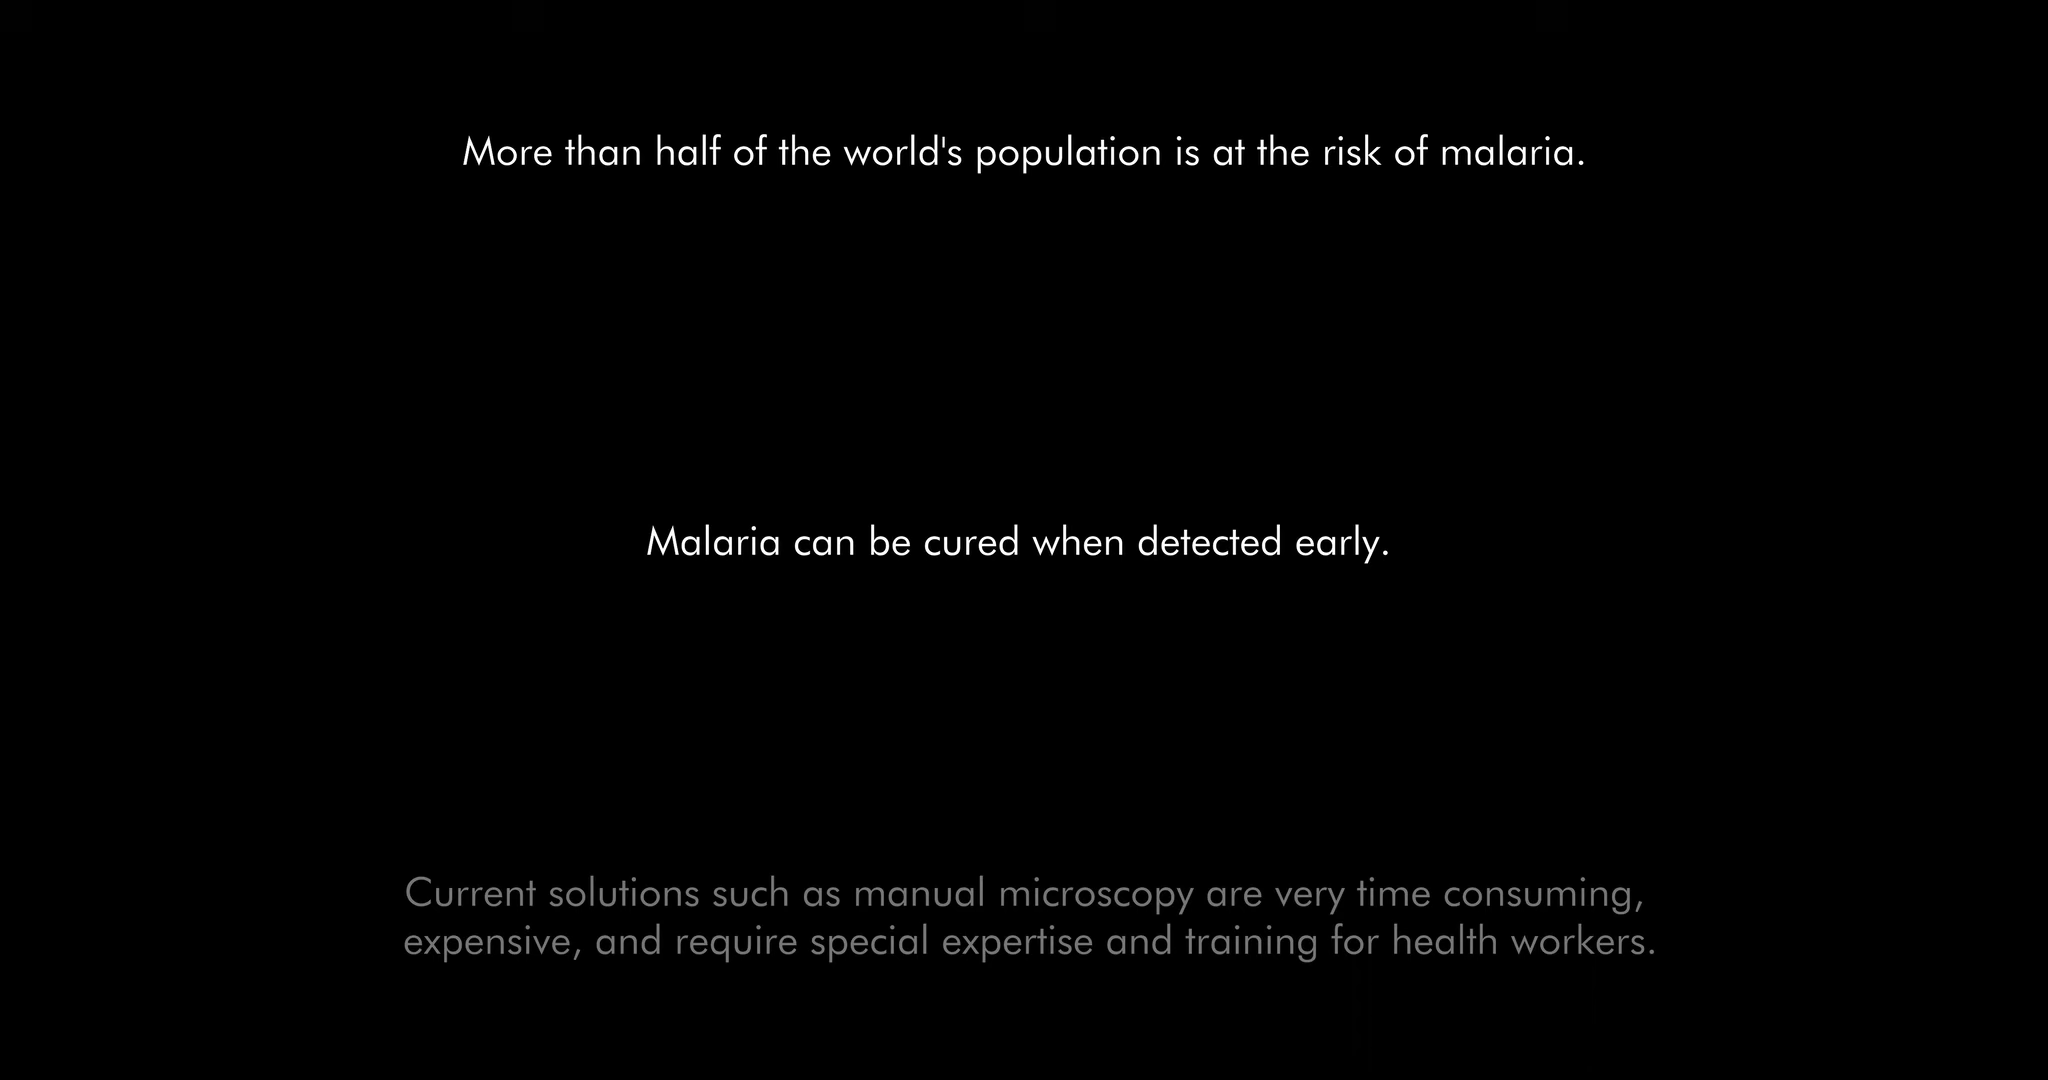 More than half of the world's population is at the risk of malaria.
Malaria can be cured when detected early.
Current solutions such as manual microscopy are very time consuming,
expensive, and require special expertise and training for health workers.